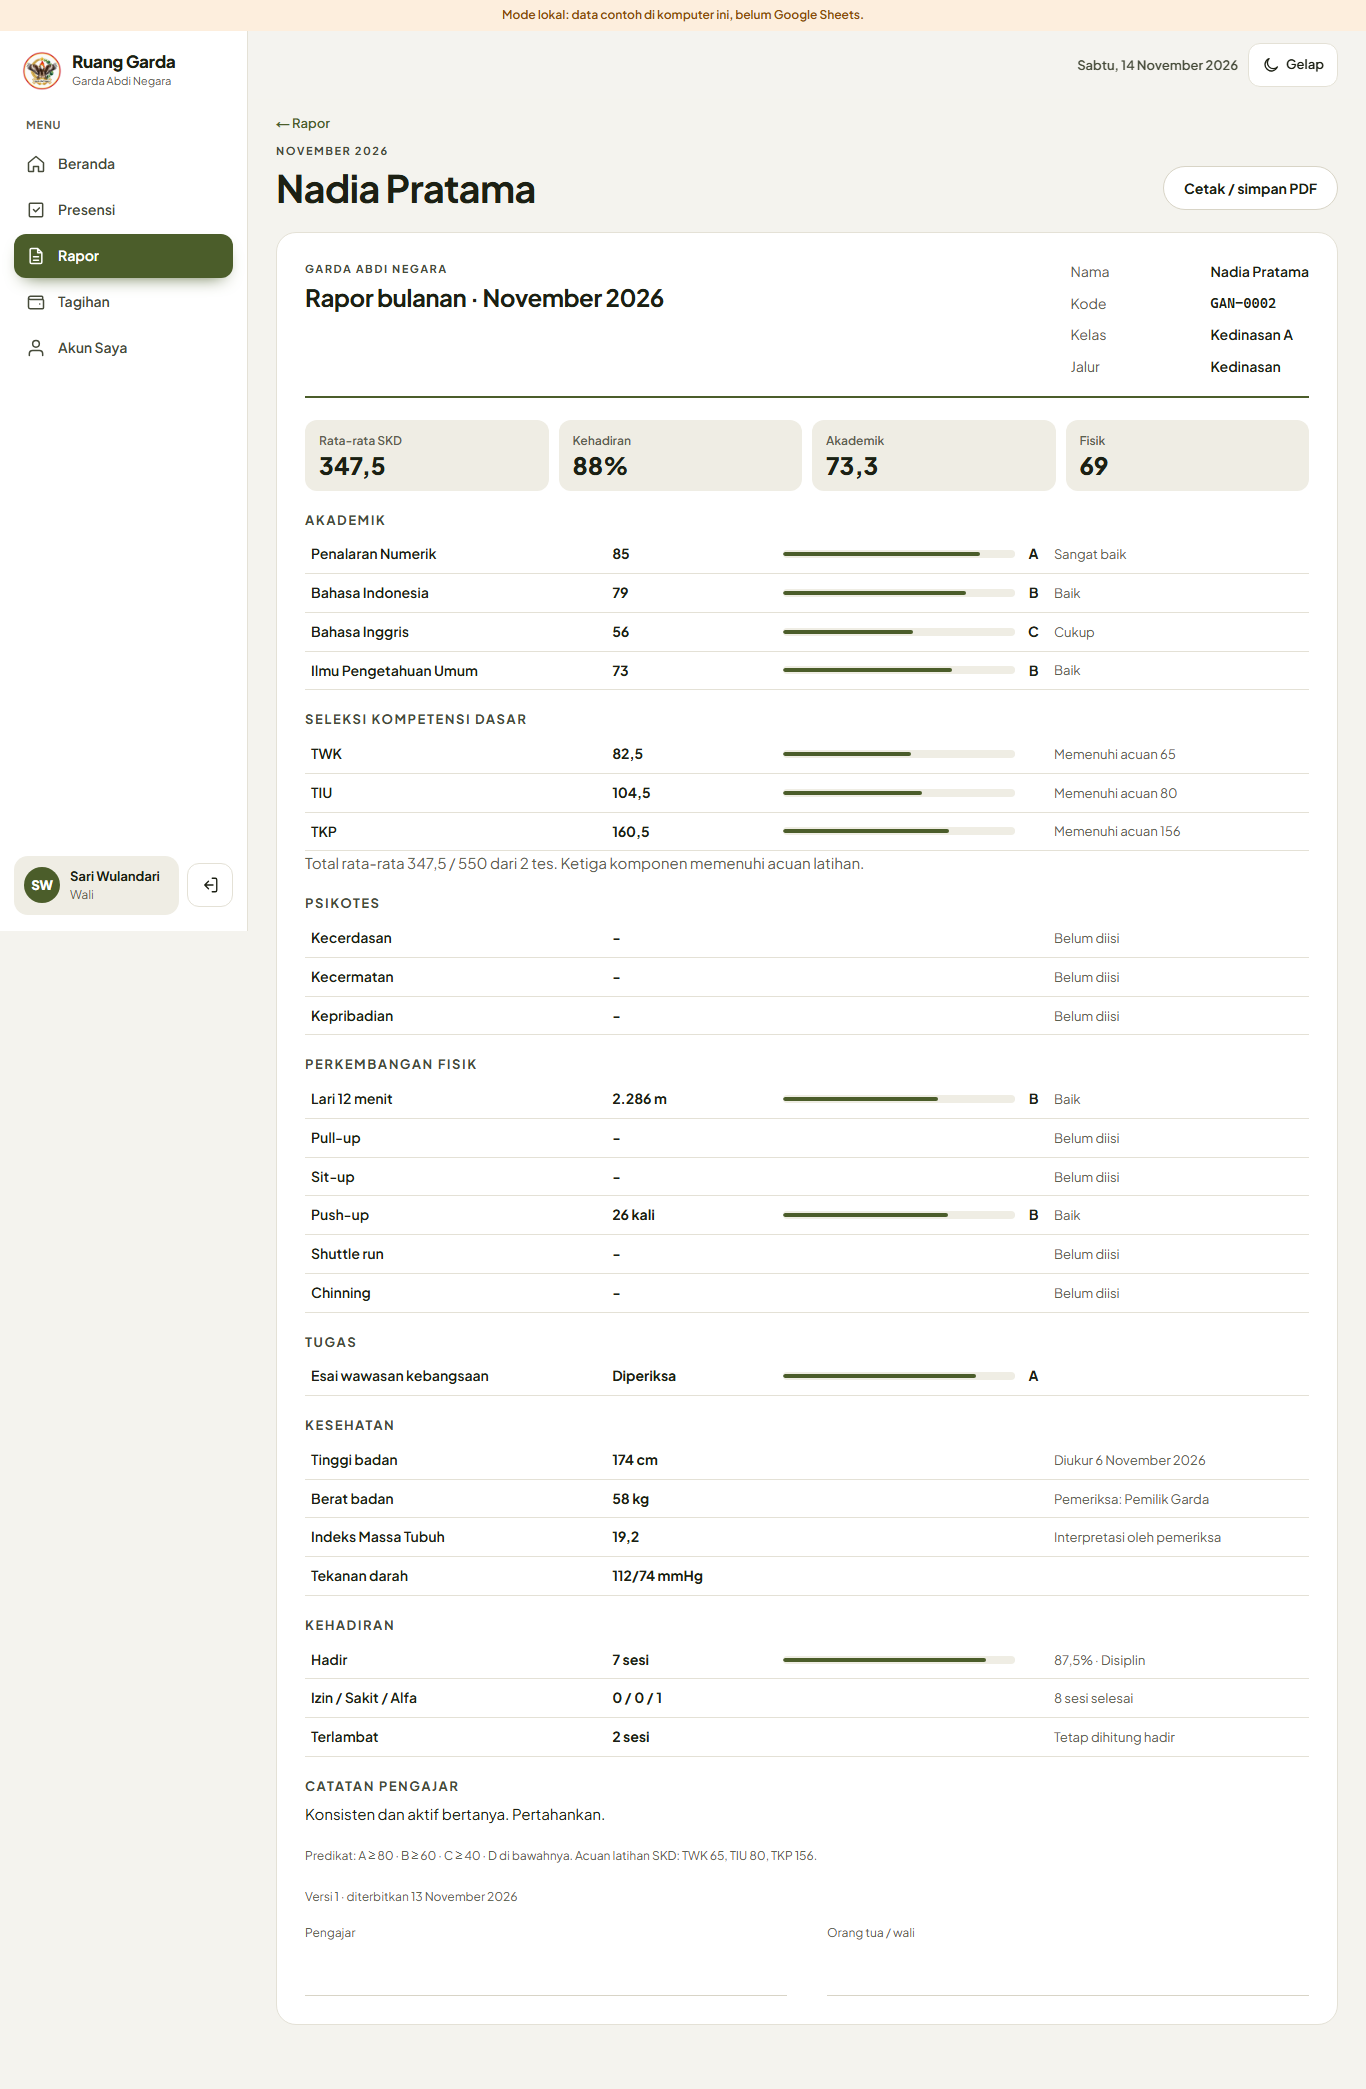 Mode lokal: data contoh di komputer ini, belum Google Sheets.
Ruang Garda
Garda Abdi Negara
MENU
Beranda
Presensi
Rapor
Tagihan
Akun Saya
SW
Sari Wulandari
Wali
Sabtu, 14 November 2026
Gelap
← Rapor
NOVEMBER 2026
Nadia Pratama
Cetak / simpan PDF
GARDA ABDI NEGARA
Rapor bulanan · November 2026
Nama Nadia Pratama
Kode GAN-0002
Kelas Kedinasan A
Jalur Kedinasan
Rata-rata SKD
347,5
Kehadiran
88%
Akademik
73,3
Fisik
69
AKADEMIK
Penalaran Numerik 85 A Sangat baik
Bahasa Indonesia 79 B Baik
Bahasa Inggris 56 C Cukup
Ilmu Pengetahuan Umum 73 B Baik
SELEKSI KOMPETENSI DASAR
TWK 82,5 Memenuhi acuan 65
TIU 104,5 Memenuhi acuan 80
TKP 160,5 Memenuhi acuan 156
Total rata-rata 347,5 / 550 dari 2 tes. Ketiga komponen memenuhi acuan latihan.
PSIKOTES
Kecerdasan – Belum diisi
Kecermatan – Belum diisi
Kepribadian – Belum diisi
PERKEMBANGAN FISIK
Lari 12 menit 2.286 m B Baik
Pull-up – Belum diisi
Sit-up – Belum diisi
Push-up 26 kali B Baik
Shuttle run – Belum diisi
Chinning – Belum diisi
TUGAS
Esai wawasan kebangsaan Diperiksa A
KESEHATAN
Tinggi badan 174 cm Diukur 6 November 2026
Berat badan 58 kg Pemeriksa: Pemilik Garda
Indeks Massa Tubuh 19,2 Interpretasi oleh pemeriksa
Tekanan darah 112/74 mmHg
KEHADIRAN
Hadir 7 sesi 87,5% · Disiplin
Izin / Sakit / Alfa 0 / 0 / 1 8 sesi selesai
Terlambat 2 sesi Tetap dihitung hadir
CATATAN PENGAJAR
Konsisten dan aktif bertanya. Pertahankan.
Predikat: A ≥ 80 · B ≥ 60 · C ≥ 40 · D di bawahnya. Acuan latihan SKD: TWK 65, TIU 80, TKP 156.
Versi 1 · diterbitkan 13 November 2026
Pengajar
Orang tua / wali